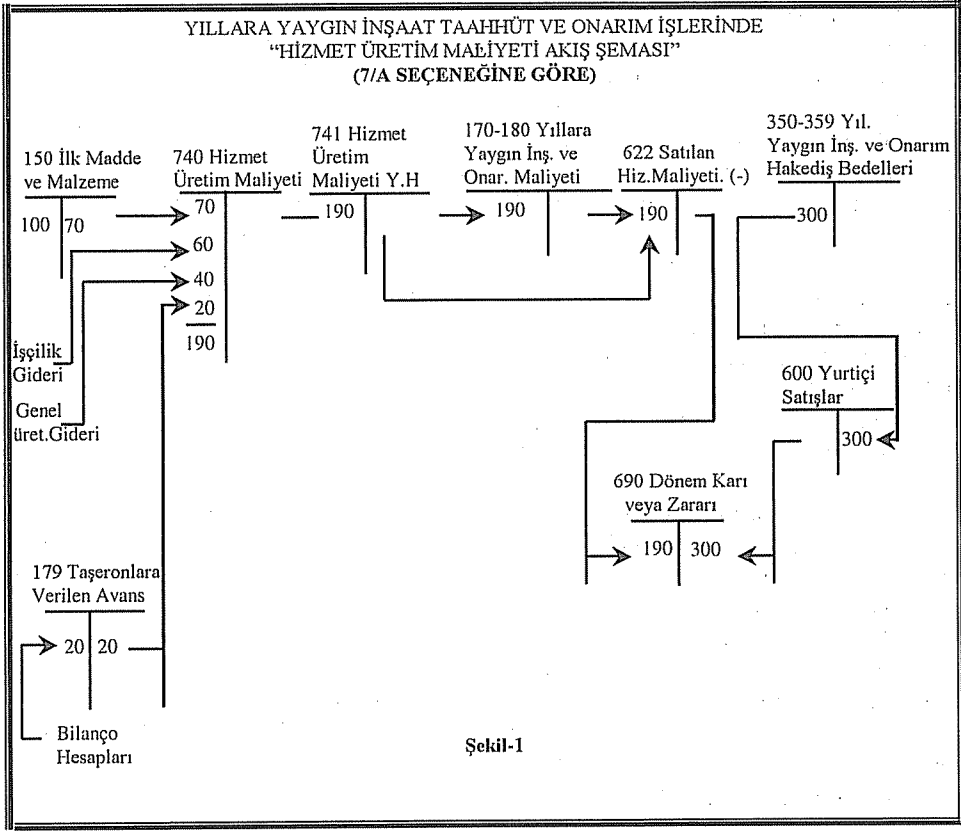 YILLARA YAYGIN İNŞAAT TAAHHÜT VE ONARIM İŞLERİNDE
“HİZMET ÜRETİM MALİYETİ AKIŞ ŞEMASI”
(7/A SEÇENEĞİNE GÖRE)
150 İlk Madde
ve Malzeme
100 70
740 Hizmet
Üretim Maliyeti
70
60
40
20
190
741 Hizmet
Üretim
Maliyeti Y.H
190
170-180 Yıllara
Yaygın İnş. ve
Onar. Maliyeti
190
622 Satılan
Hiz.Maliyeti. (-)
190
350-359 Yıl.
Yaygın İnş. ve Onarım
Hakediş Bedelleri
300
İşçilik
Gideri
Genel
üret.Gideri
600 Yurtiçi
Satışlar
300
690 Dönem Karı
veya Zararı
190 300
179 Taşeronlara
Verilen Avans
20 20
Bilanço
Hesapları
Şekil-1